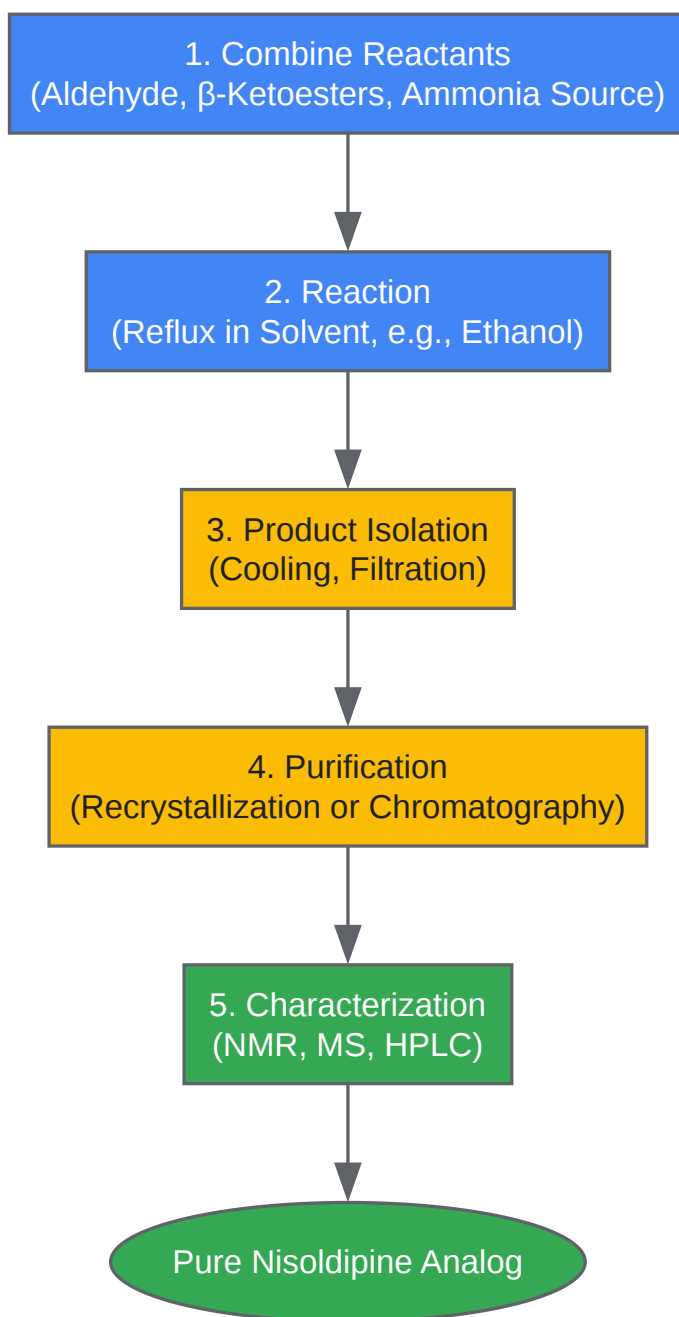 1. Combine Reactants
(Aldehyde, β-Ketoesters, Ammonia Source)
2. Reaction
(Reflux in Solvent, e.g., Ethanol)
3. Product Isolation
(Cooling, Filtration)
4. Purification
(Recrystallization or Chromatography)
5. Characterization
(NMR, MS, HPLC)
Pure Nisoldipine Analog